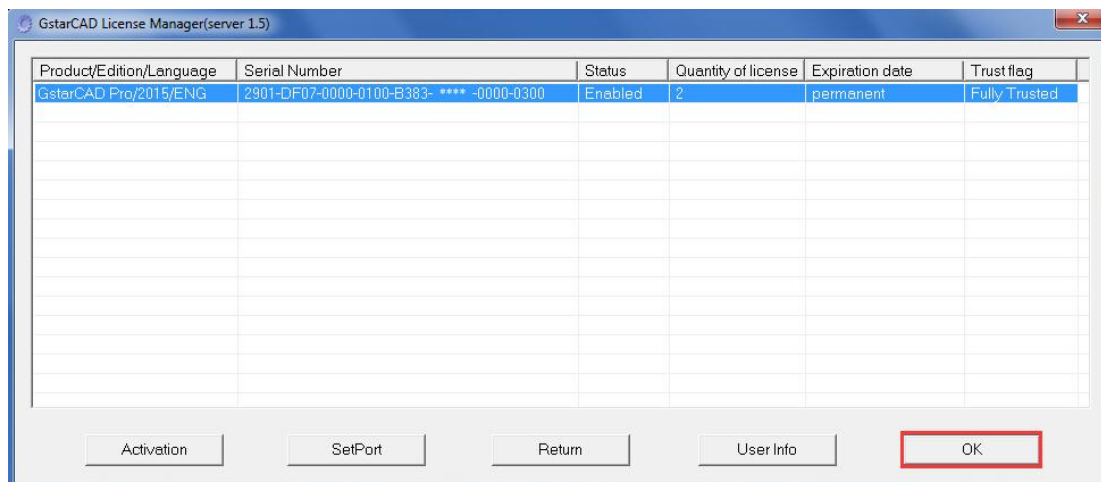 GstarCAD License Manager(server 1.5)
Product/Edition/Language Serial Number Status Quantity of license Expiration date Trust flag
GstarCAD Pro/2015/ENG 2901-DF07-0000-0100-B383- **** -0000-0300 Enabled 2 permanent Fully Trusted
Activation SetPort Return User Info OK